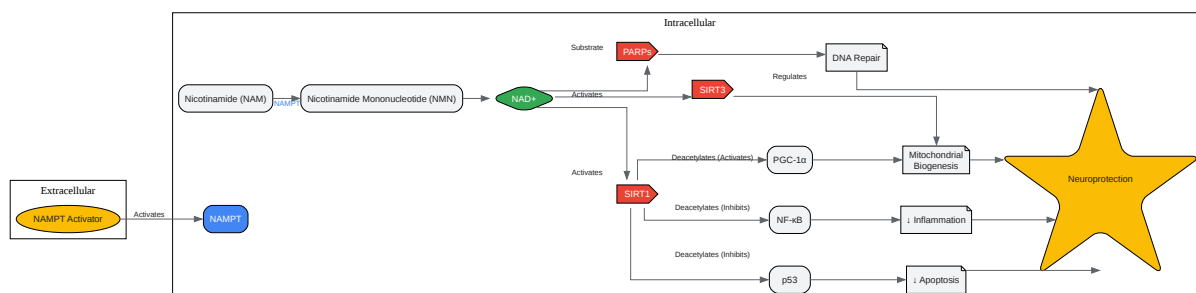 Intracellular
Substrate
PARPs
DNA Repair
Regulates
Nicotinamide (NAM)
NAMPT
Nicotinamide Mononucleotide (NMN)
NAD+
Activates
SIRT3
Deacetylates (Activates)
PGC-1α
Mitochondrial
Biogenesis
Neuroprotection
Activates
SIRT1
Extracellular
NAMPT Activator
Activates
NAMPT
Deacetylates (Inhibits)
NF-κB
↓ Inflammation
Deacetylates (Inhibits)
p53
↓ Apoptosis